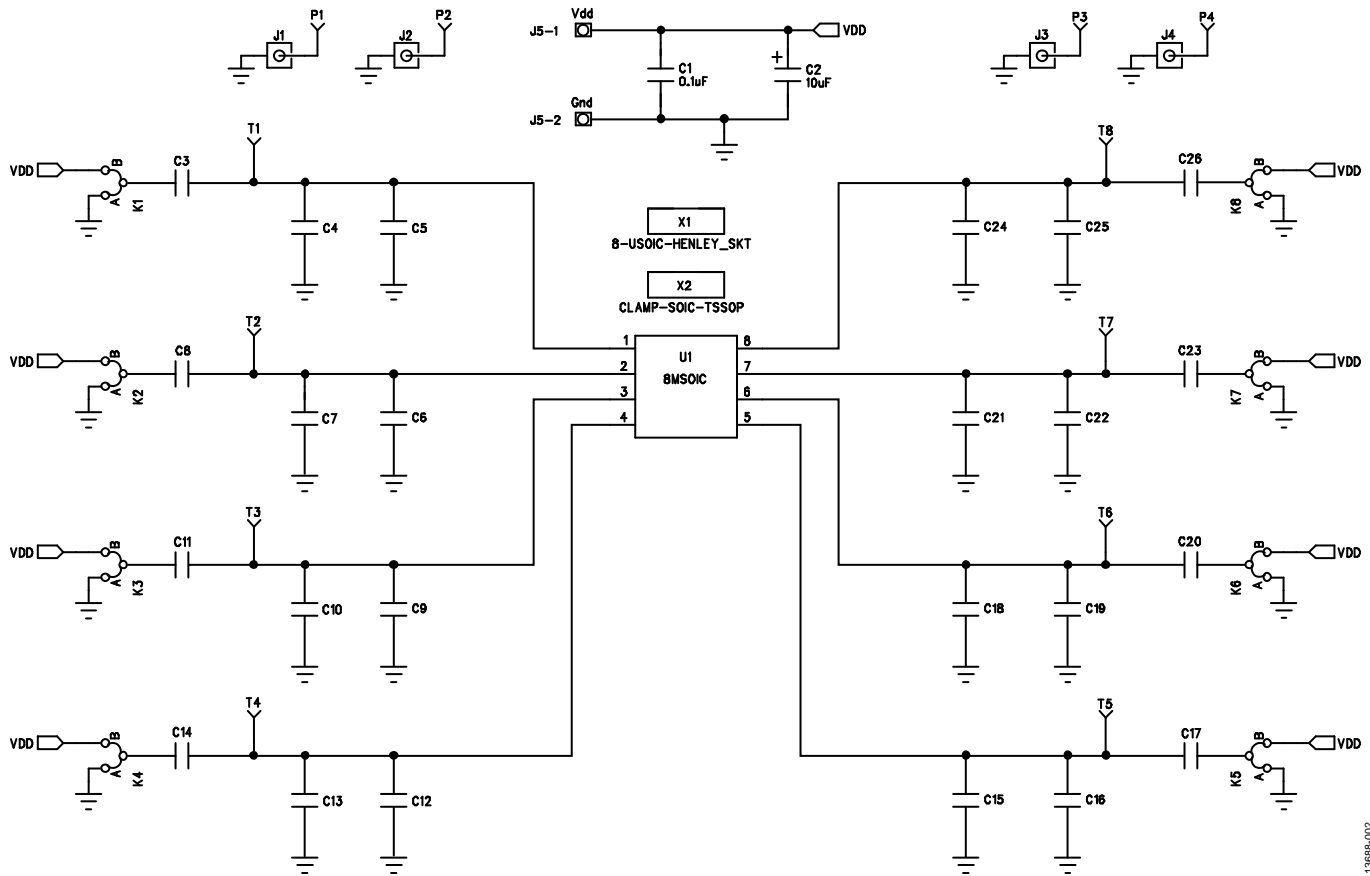 P1
P2
J1
J2
J5-1
Vdd
VDD
C1
0.1uF
+
C2
10uF
Gnd
J5-2
P3
P4
J3
J4
T1
VDD
B
A
K1
C3
C4
C5
T8
C26
B
A
K8
VDD
C24
C25
X1
8-USOIC-HENLEY_SKT
X2
CLAMP-SOIC-TSSOP
T2
VDD
B
A
K2
C8
C7
C6
1
2
3
4
U1
8MSOIC
8
7
6
5
T7
C23
B
A
K7
VDD
C21
C22
T3
VDD
B
A
K3
C11
C10
C9
T6
C20
B
A
K6
VDD
C18
C19
T4
VDD
B
A
K4
C14
C13
C12
T5
C17
B
A
K5
VDD
C15
C16
13688-002